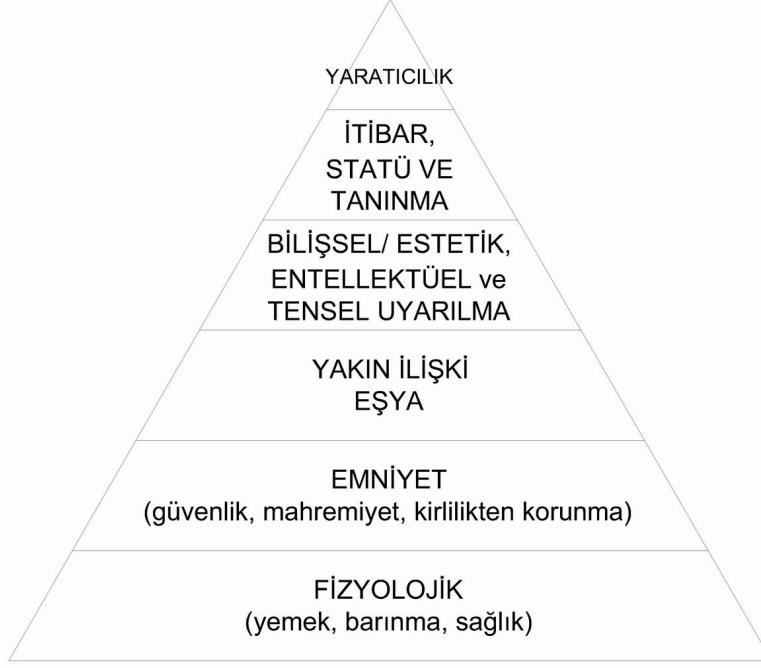 YARATICILIK
İTİBAR,
STATÜ VE
TANINMA
BİLİŞSEL/ ESTETİK,
ENTELLEKTÜEL ve
TENSEL UYARILMA
YAKIN İLİŞKİ
EŞYA
EMNİYET
(güvenlik, mahremiyet, kirlilikten korunma)
FİZYOLOJİK
(yemek, barınma, sağlık)